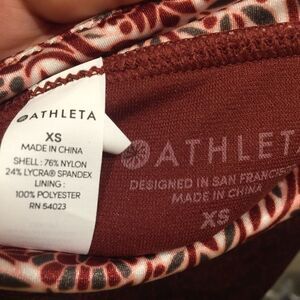 ATHLETA
XS
MADE IN CHINA
SHELL : 76% NYLON
24% LYCRA® SPANDEX
LINING :
100% POLYESTER
RN 54023
ATHLETA
DESIGNED IN SAN FRANCISCO
MADE IN CHINA
XS